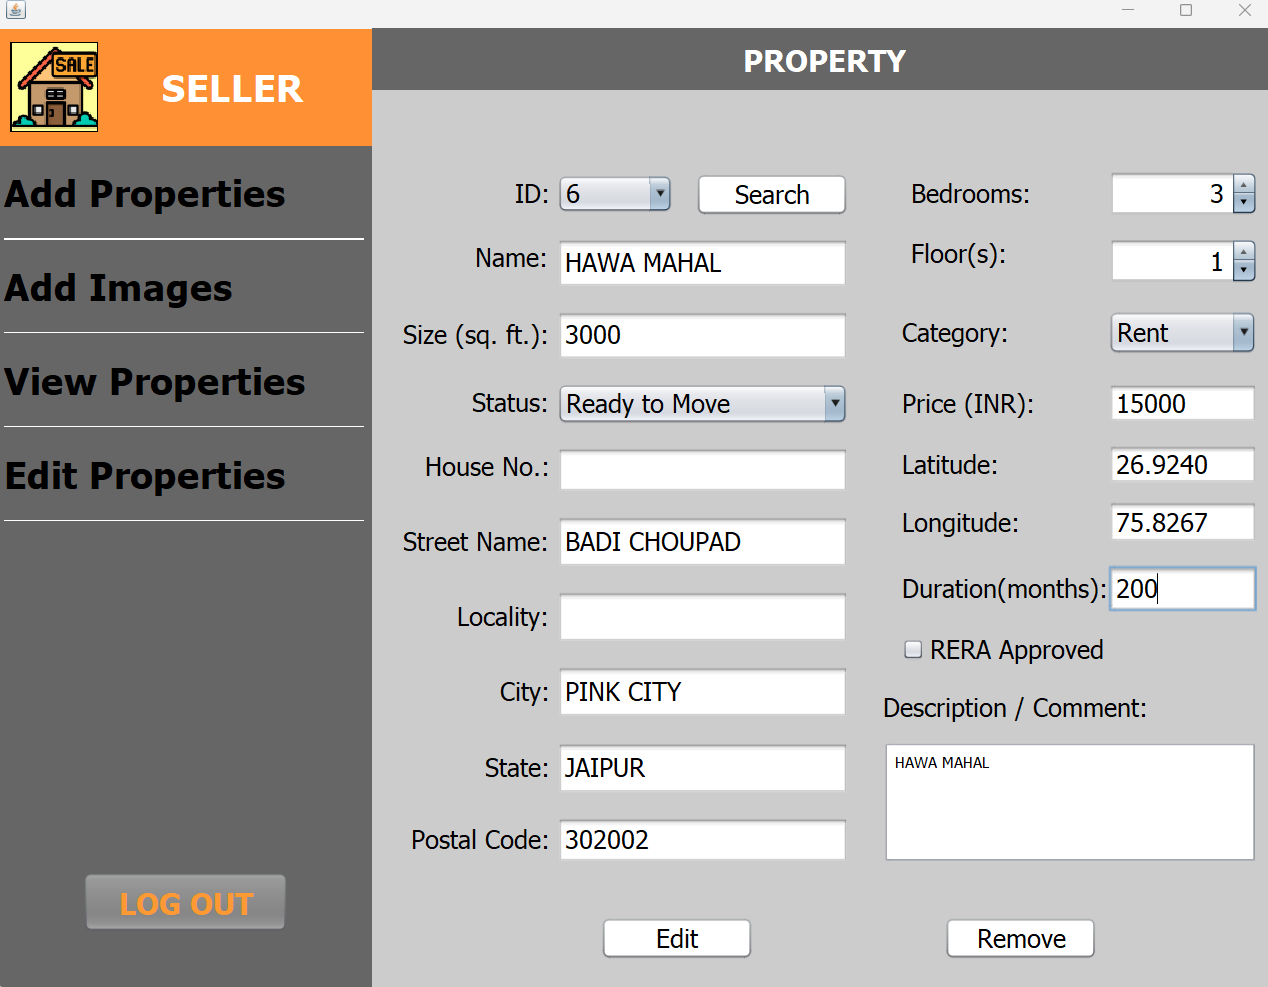 SALE
SELLER
Add Properties
Add Images
View Properties
Edit Properties
LOG OUT
PROPERTY
ID: 6 Search
Name: HAWA MAHAL
Size (sq. ft.): 3000
Status: Ready to Move
House No.:
Street Name: BADI CHOUPAD
Locality:
City: PINK CITY
State: JAIPUR
Postal Code: 302002
Bedrooms: 3
Floor(s): 1
Category: Rent
Price (INR): 15000
Latitude: 26.9240
Longitude: 75.8267
Duration(months): 200
RERA Approved
Description / Comment:
HAWA MAHAL
Edit
Remove